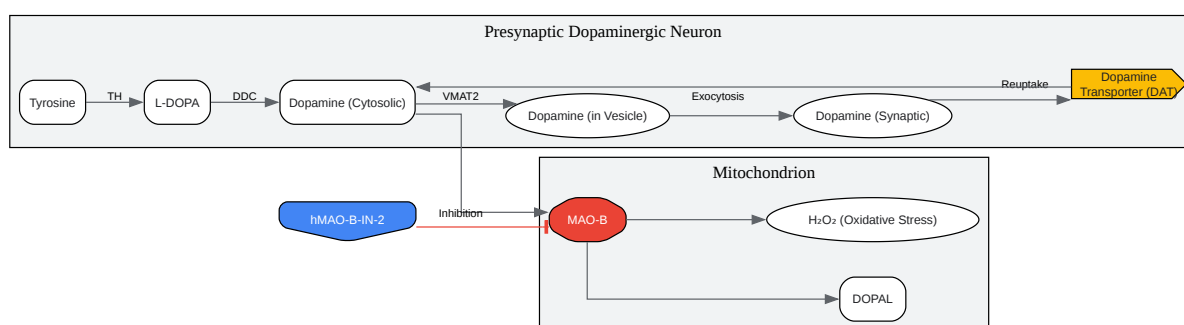 Presynaptic Dopaminergic Neuron
Tyrosine
TH
L-DOPA
DDC
Dopamine (Cytosolic)
VMAT2
Dopamine (in Vesicle)
Exocytosis
Dopamine (Synaptic)
Reuptake
Dopamine
Transporter (DAT)
Mitochondrion
hMAO-B-IN-2
Inhibition
MAO-B
H₂O₂ (Oxidative Stress)
DOPAL